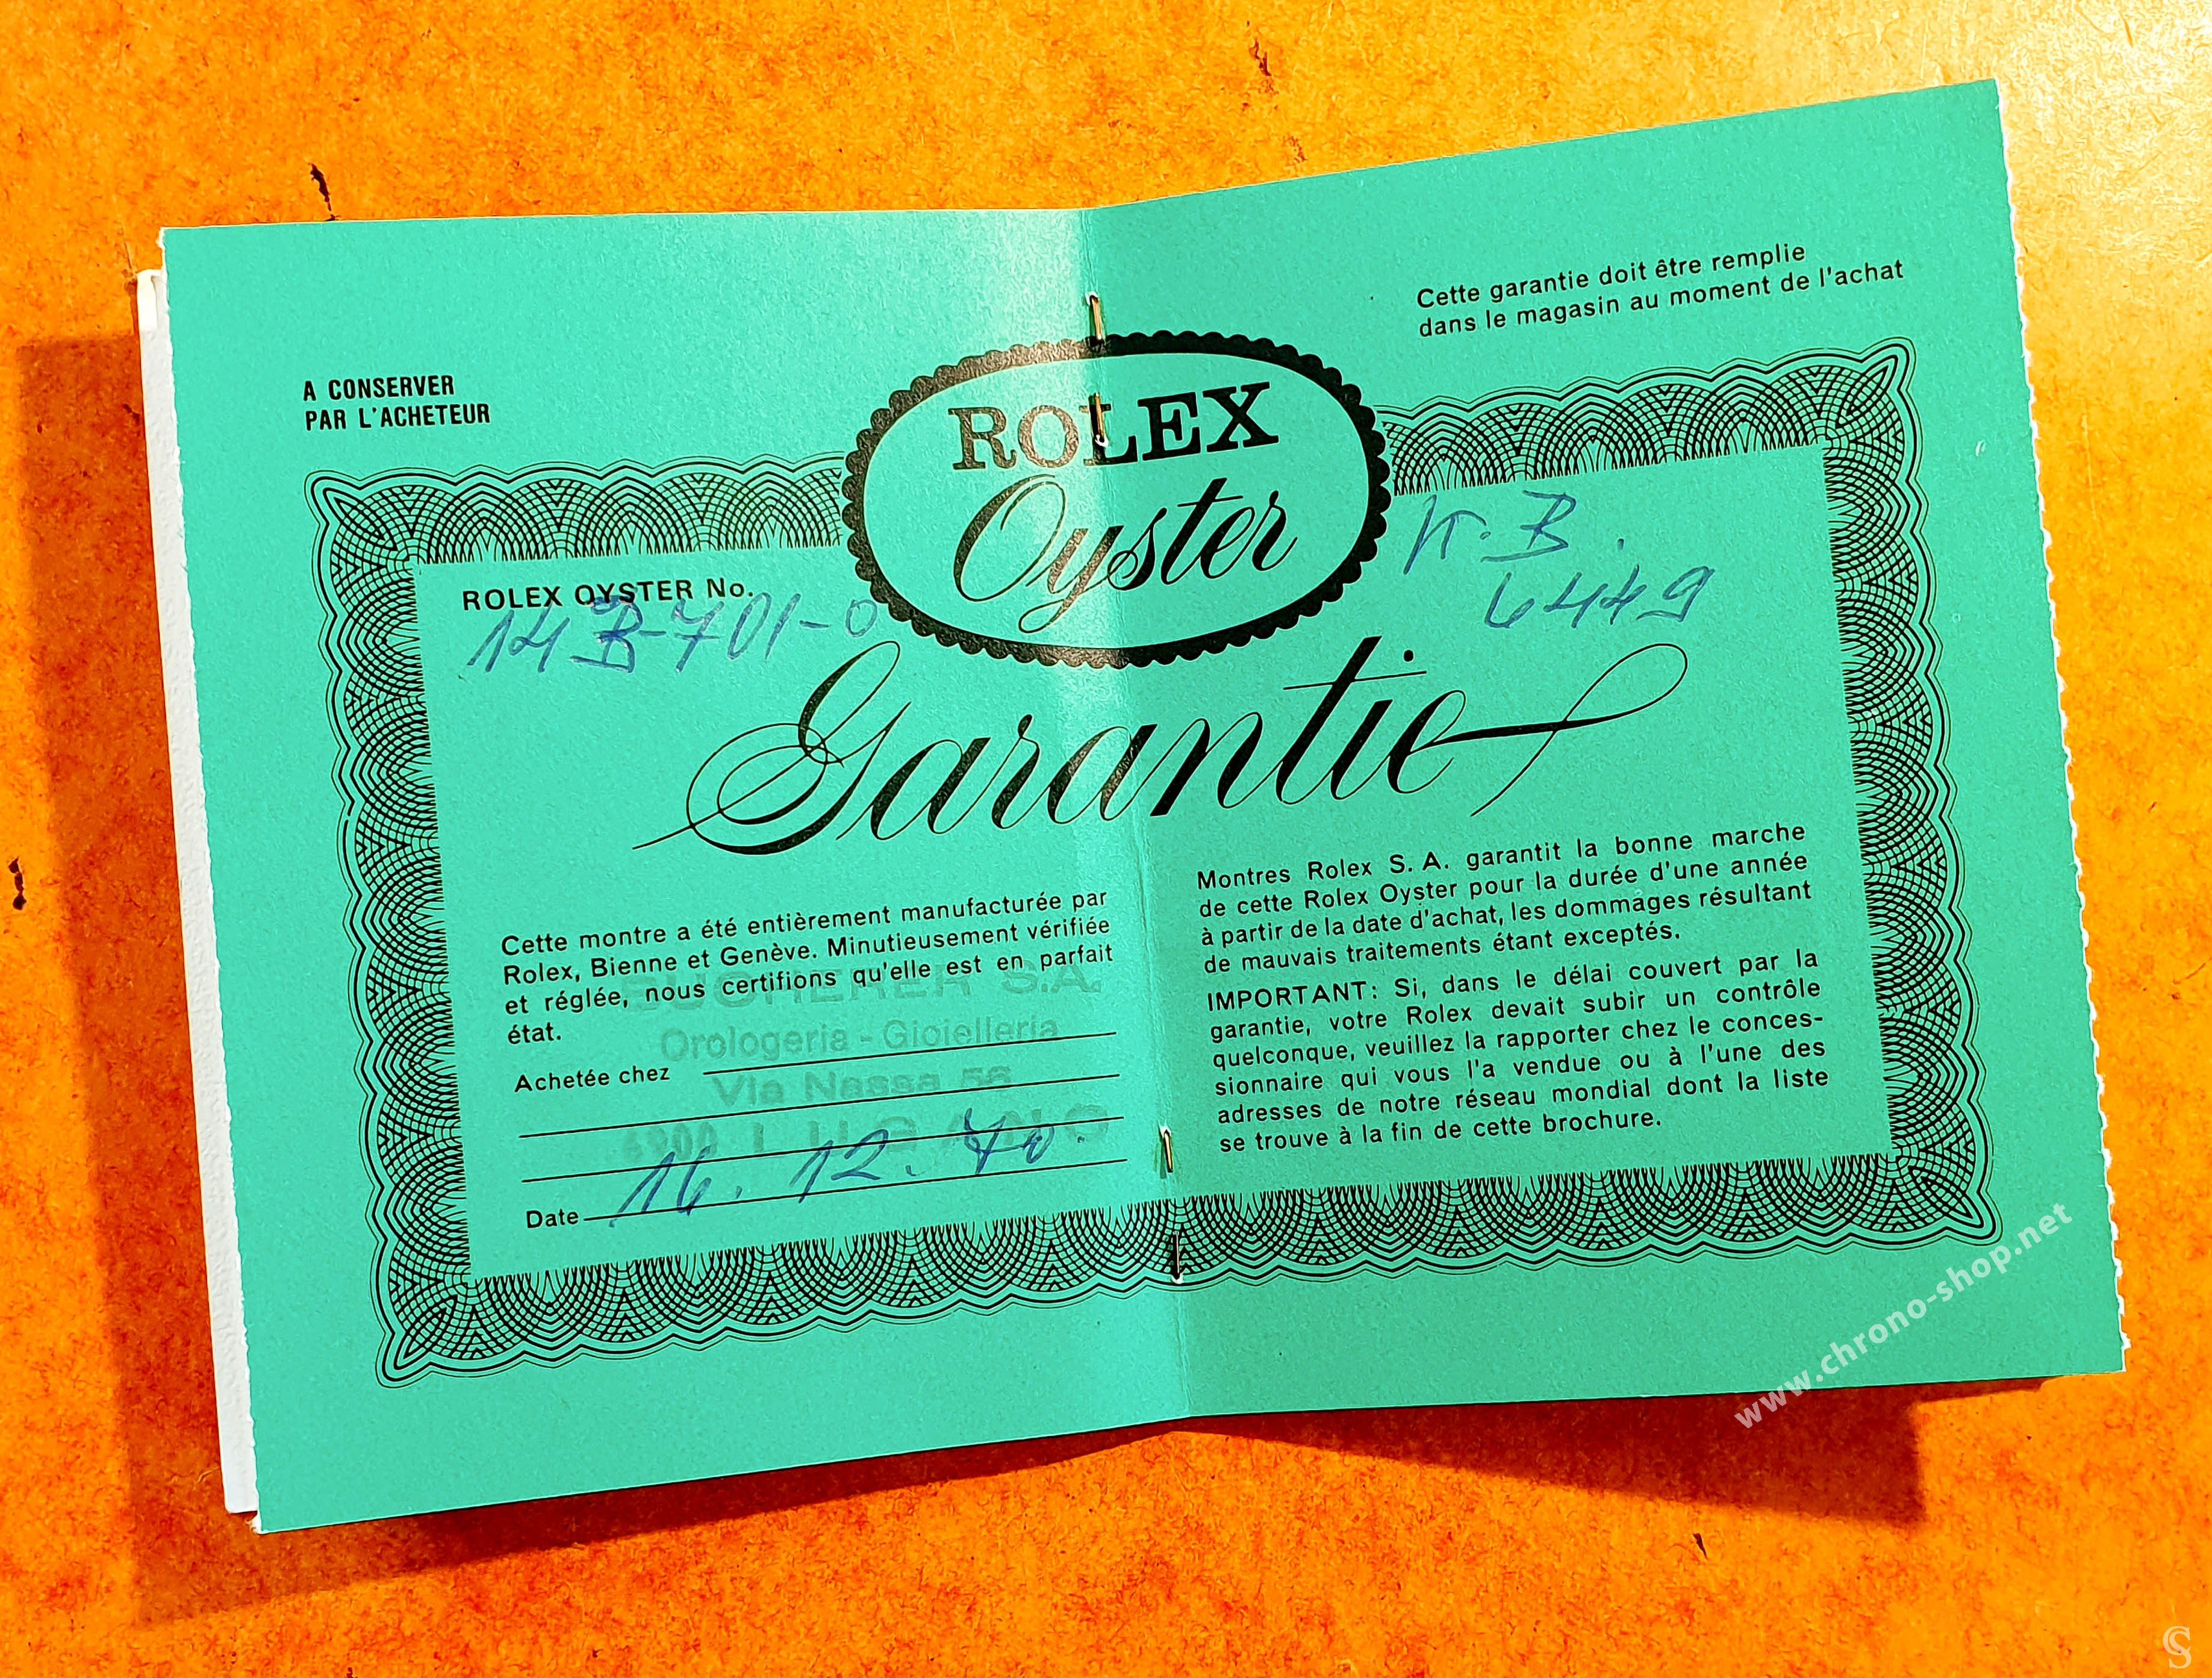 A CONSERVER
PAR L'ACHETEUR
Cette garantie doit être remplie
dans le magasin au moment de l'achat
ROLEX
Oyster
ROLEX OYSTER No.
14 B-701-0
K.B.
6449
Garantie
Cette montre a été entièrement manufacturée par
Rolex, Bienne et Genève. Minutieusement vérifiée
et réglée, nous certifions qu'elle est en parfait
état.
BUCHERER S.A.
Orologeria - Gioielleria
Via Nassa 56
6900 LUGANO
Achetée chez
Date 16. 12. 70.
Montres Rolex S. A. garantit la bonne marche
de cette Rolex Oyster pour la durée d'une année
à partir de la date d'achat, les dommages résultant
de mauvais traitements étant exceptés.
IMPORTANT: Si, dans le délai couvert par la
garantie, votre Rolex devait subir un contrôle
quelconque, veuillez la rapporter chez le conces-
sionnaire qui vous l'a vendue ou à l'une des
adresses de notre réseau mondial dont la liste
se trouve à la fin de cette brochure.
www.chrono-shop.net